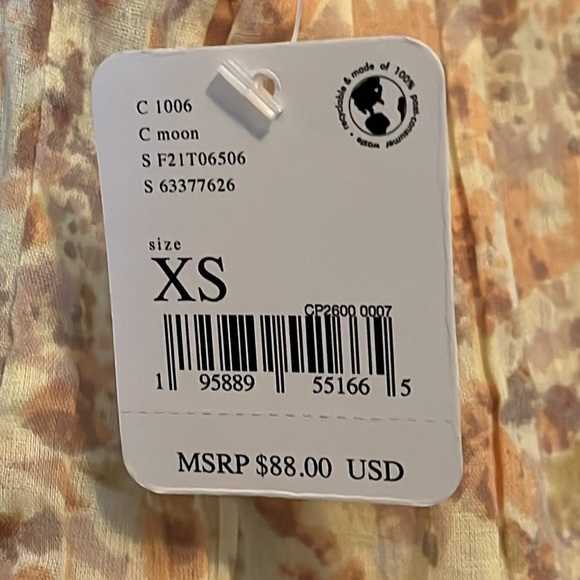 C 1006
C moon
S F21T06506
S 63377626
recyclable & made of 100% post-consumer waste •
size
XS
CP2600 0007
1 95889 55166 5
MSRP $88.00 USD